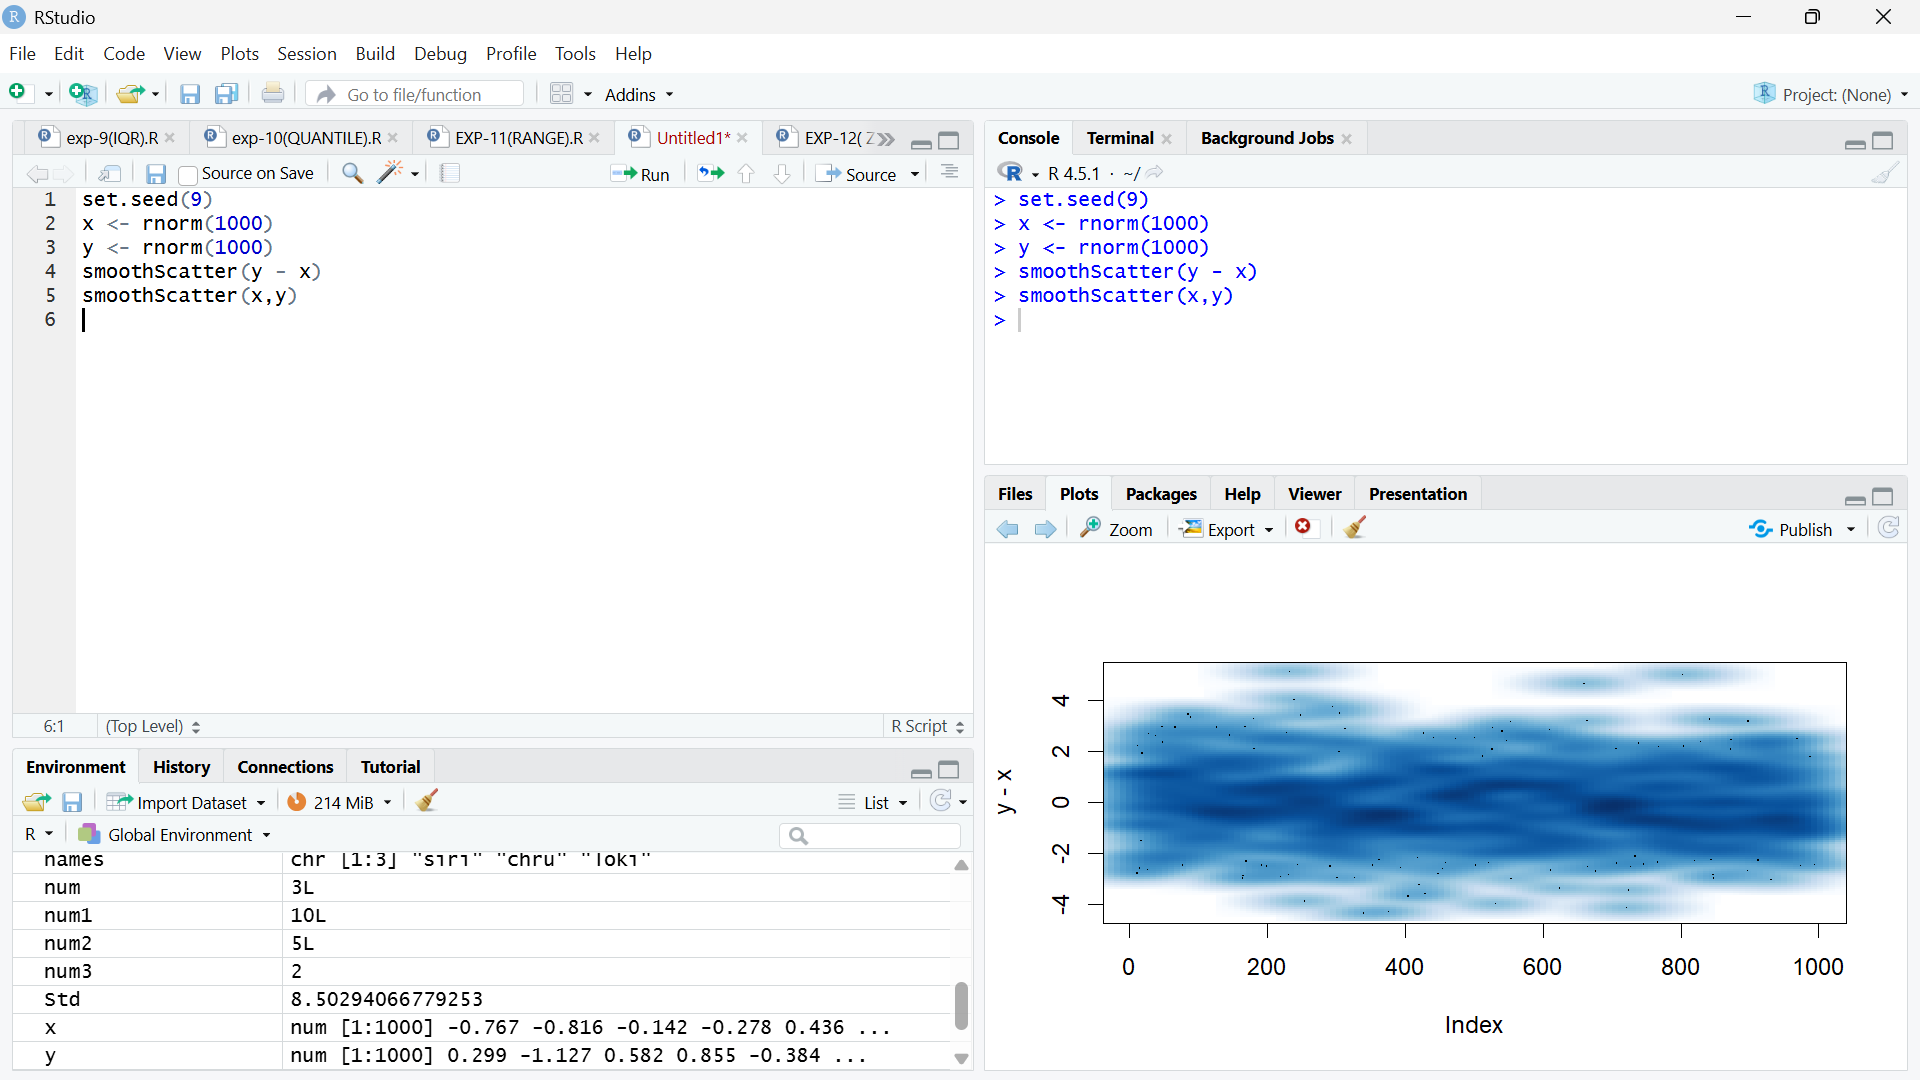 RStudio
File Edit Code View Plots Session Build Debug Profile Tools Help
Go to file/function Addins Project: (None)
exp-9(IQR).R exp-10(QUANTILE).R EXP-11(RANGE).R Untitled1* EXP-12( Z
Source on Save Run Source
1 set.seed(9)
2 x <- rnorm(1000)
3 y <- rnorm(1000)
4 smoothScatter(y - x)
5 smoothScatter(x,y)
6
6:1 (Top Level) R Script
Environment History Connections Tutorial
Import Dataset 214 MiB List
R Global Environment
names chr [1:3] "siri" "chru" "loki"
num 3L
num1 10L
num2 5L
num3 2
Std 8.50294066779253
x num [1:1000] -0.767 -0.816 -0.142 -0.278 0.436 ...
y num [1:1000] 0.299 -1.127 0.582 0.855 -0.384 ...
Console Terminal Background Jobs
R R 4.5.1 · ~/
> set.seed(9)
> x <- rnorm(1000)
> y <- rnorm(1000)
> smoothScatter(y - x)
> smoothScatter(x,y)
>
Files Plots Packages Help Viewer Presentation
Zoom Export Publish
y - x
4
2
0
-2
-4
0 200 400 600 800 1000
Index